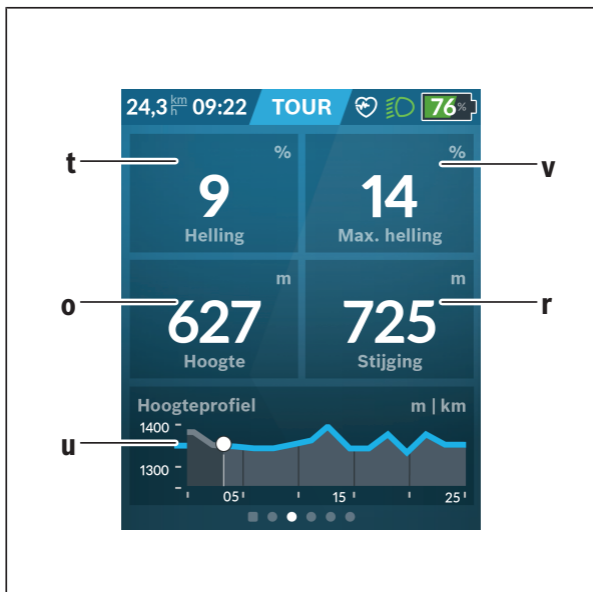 24,3 km/h 09:22 TOUR 76%
t % % v
9 14
Helling Max. helling
o m m r
627 725
Hoogte Stijging
Hoogteprofiel m | km
1400
u
1300
05' 15' 25'